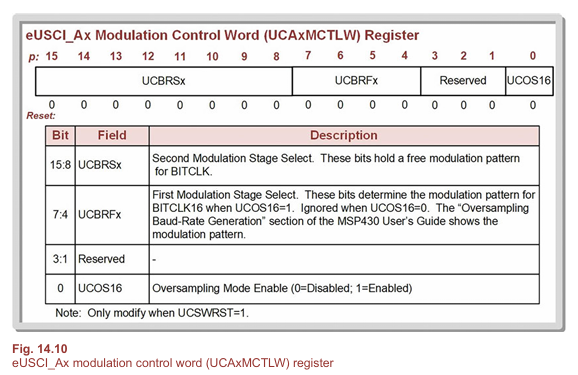 eUSCI_Ax Modulation Control Word (UCAxMCTLW) Register
p: 15 14 13 12 11 10 9 8 7 6 5 4 3 2 1 0
UCBRSx UCBRFx Reserved UCOS16
0 0 0 0 0 0 0 0 0 0 0 0 0 0 0 0
Reset:
Bit Field Description
15:8 UCBRSx Second Modulation Stage Select. These bits hold a free modulation pattern
for BITCLK.
7:4 UCBRFx First Modulation Stage Select. These bits determine the modulation pattern for
BITCLK16 when UCOS16=1. Ignored when UCOS16=0. The “Oversampling
Baud-Rate Generation” section of the MSP430 User’s Guide shows the
modulation pattern.
3:1 Reserved -
0 UCOS16 Oversampling Mode Enable (0=Disabled; 1=Enabled)
Note: Only modify when UCSWRST=1.
Fig. 14.10
eUSCI_Ax modulation control word (UCAxMCTLW) register